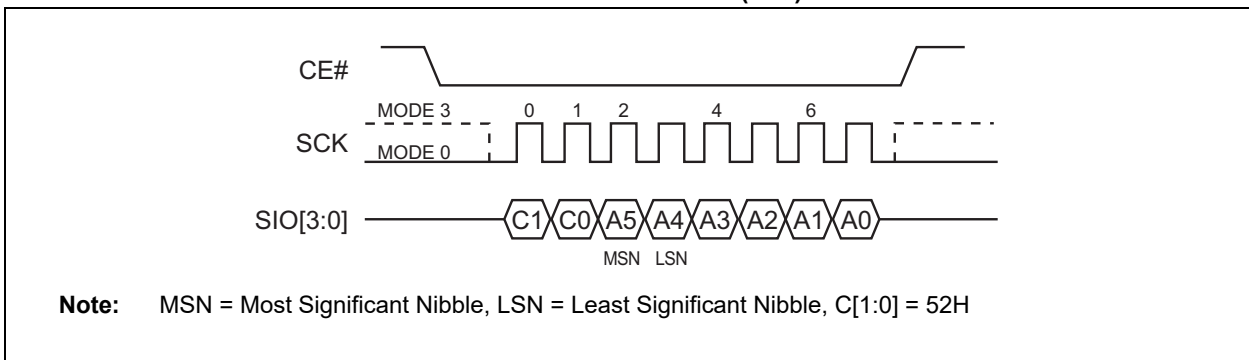 CE#
MODE 3 0 1 2 4 6
SCK
MODE 0
SIO[3:0] C1 C0 A5 A4 A3 A2 A1 A0
MSN LSN
Note: MSN = Most Significant Nibble, LSN = Least Significant Nibble, C[1:0] = 52H